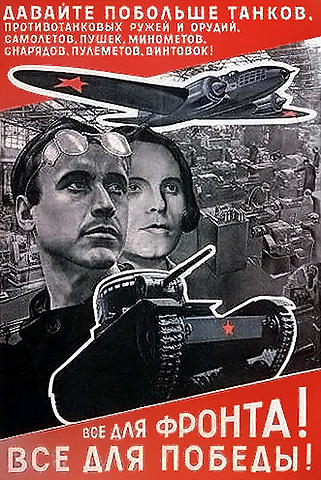 ДАВАЙТЕ ПОБОЛЬШЕ ТАНКОВ,
ПРОТИВОТАНКОВЫХ РУЖЕЙ И ОРУДИЙ,
САМОЛЕТОВ, ПУШЕК, МИНОМЕТОВ,
СНАРЯДОВ, ПУЛЕМЕТОВ, ВИНТОВОК!
ВСЕ ДЛЯ ФРОНТА!
ВСЕ ДЛЯ ПОБЕДЫ!